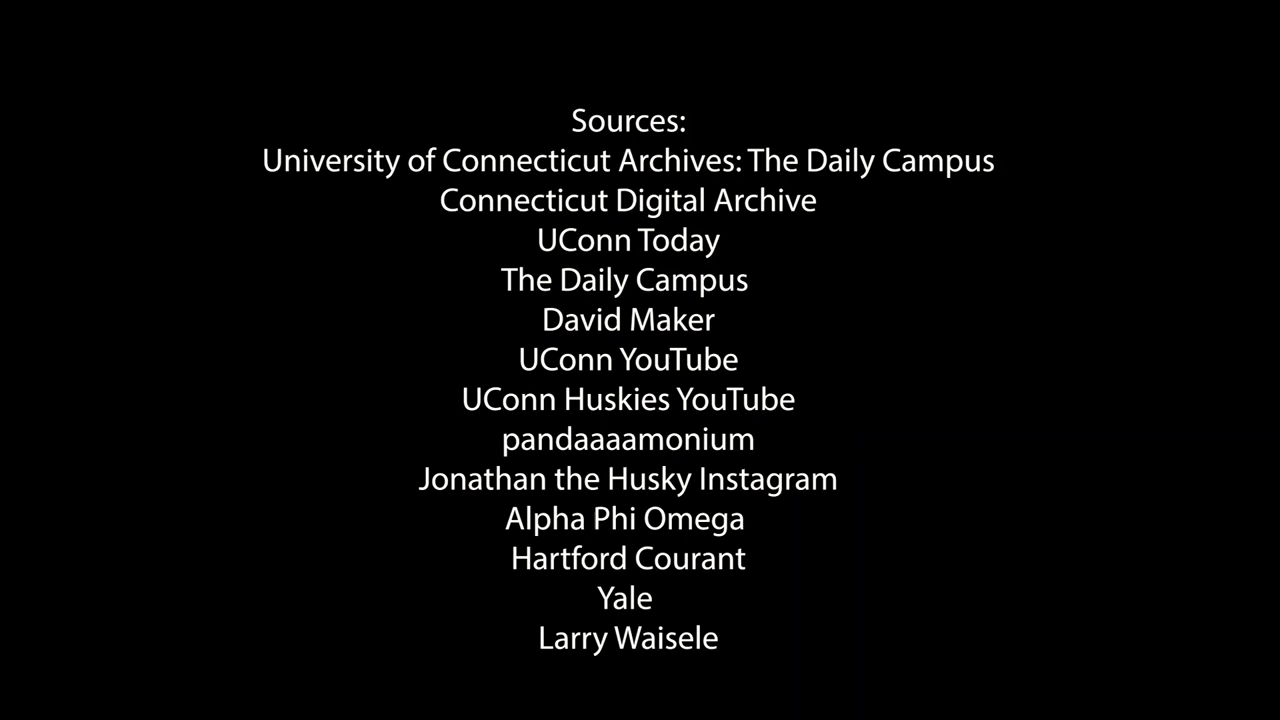 Sources:
University of Connecticut Archives: The Daily Campus
Connecticut Digital Archive
UConn Today
The Daily Campus
David Maker
UConn YouTube
UConn Huskies YouTube
pandaaaamonium
Jonathan the Husky Instagram
Alpha Phi Omega
Hartford Courant
Yale
Larry Waisele